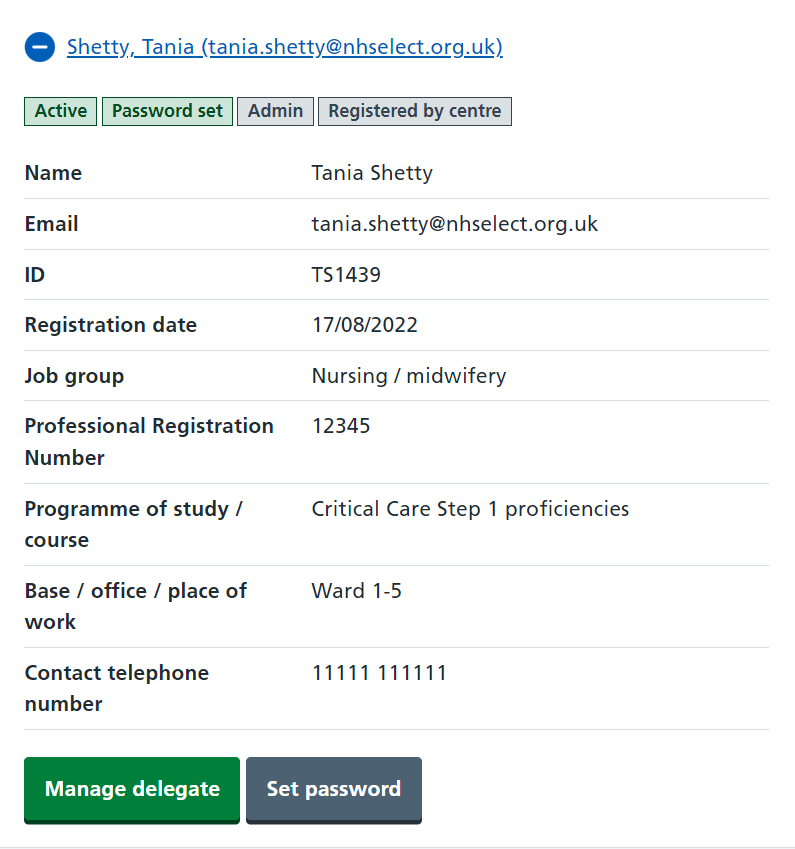 Shetty, Tania (tania.shetty@nhselect.org.uk)
Active Password set Admin Registered by centre
Name Tania Shetty
Email tania.shetty@nhselect.org.uk
ID TS1439
Registration date 17/08/2022
Job group Nursing / midwifery
Professional Registration 12345
Number
Programme of study / Critical Care Step 1 proficiencies
course
Base / office / place of Ward 1-5
work
Contact telephone 11111 111111
number
Manage delegate Set password